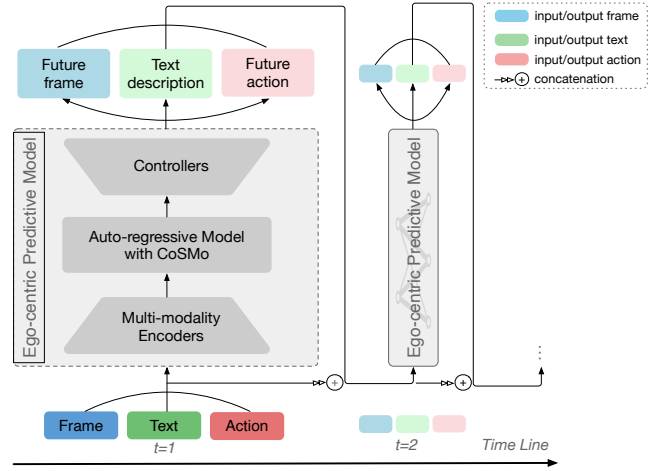 Future
frame
Text
description
Future
action
input/output frame
input/output text
input/output action
concatenation
Ego-centric Predictive Model
Controllers
Auto-regressive Model
with CoSMo
Multi-modality
Encoders
Ego-centric Predictive Model
Frame
Text
Action
t=1
t=2
Time Line